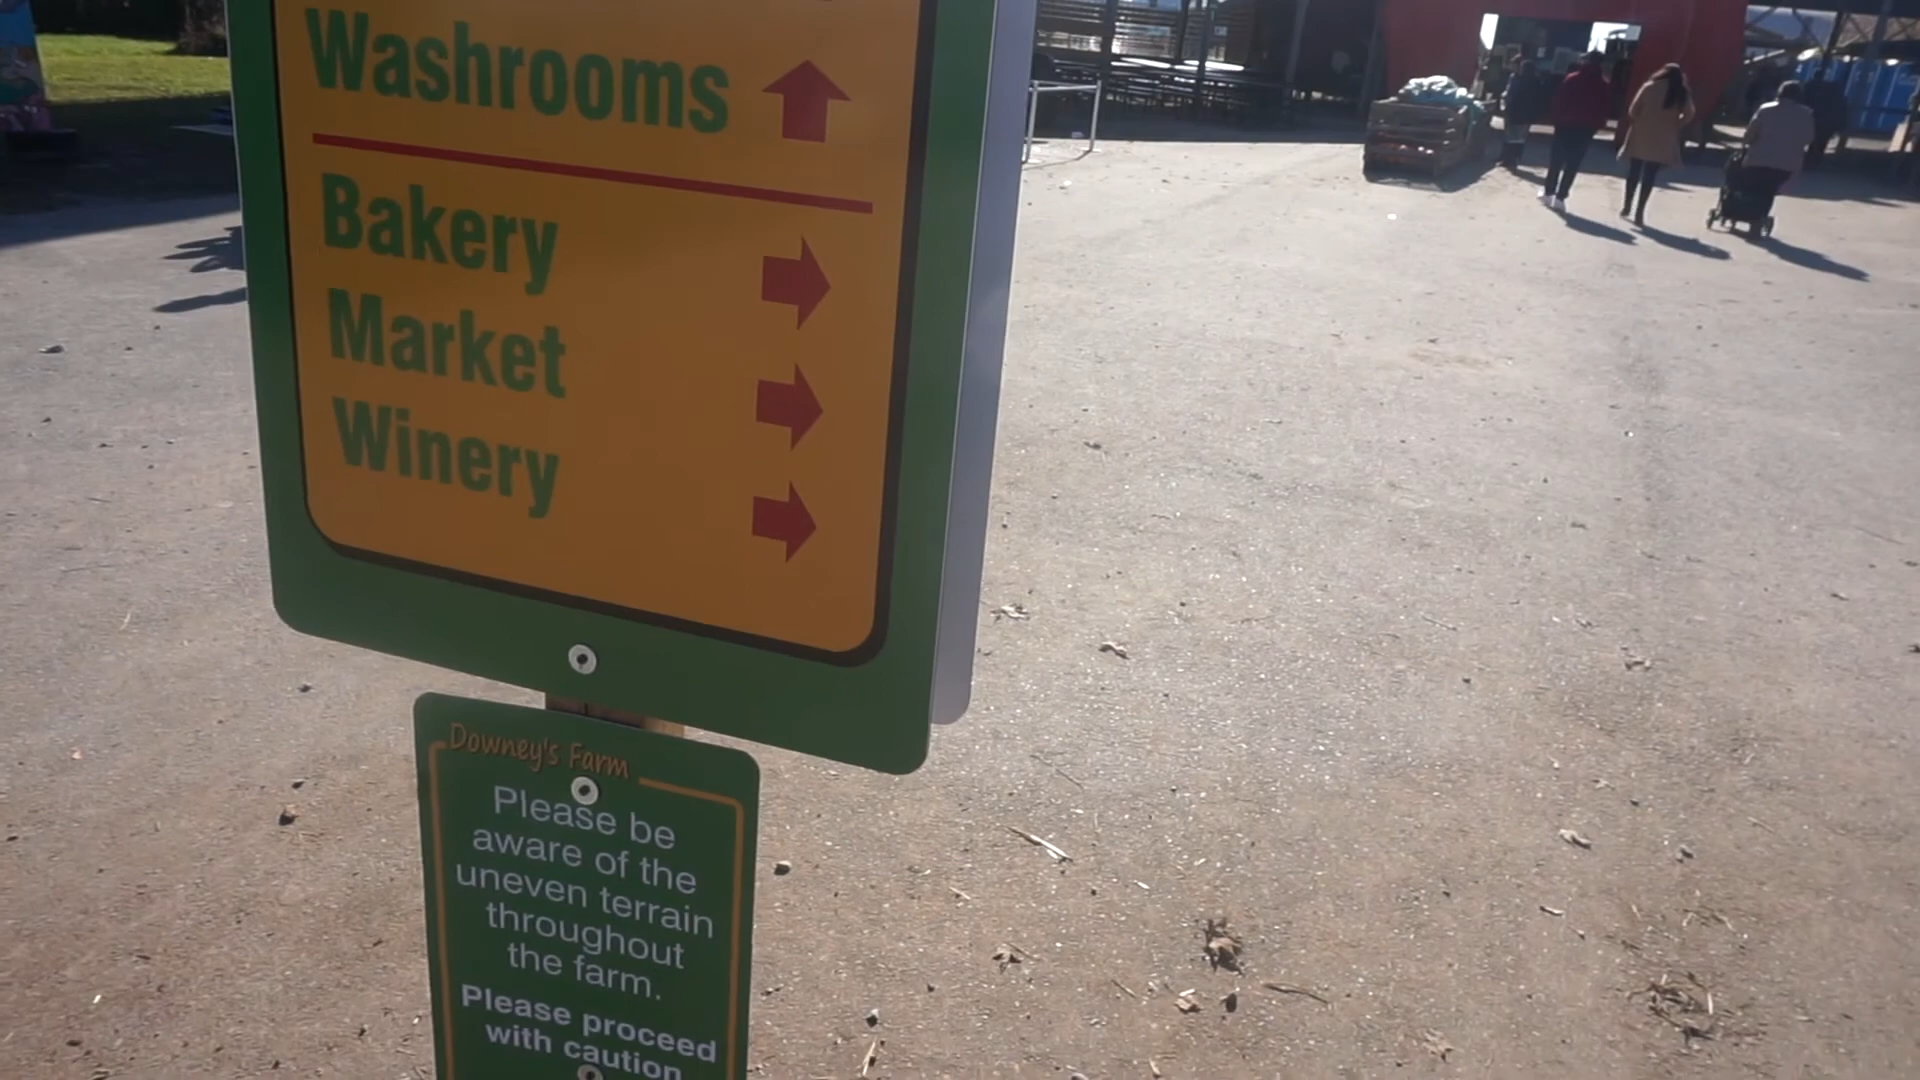 Washrooms
Bakery
Market
Winery
Downey's Farm
Please be
aware of the
uneven terrain
throughout
the farm.
Please proceed
with caution